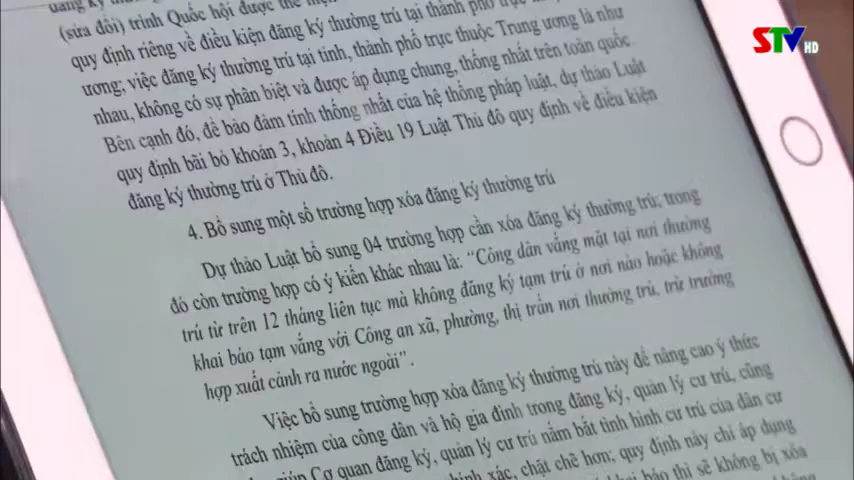 STV HD
(sửa đổi) trình Quốc hội được thể
quy định riêng về điều kiện đăng ký thường trú tại thành phố trực
ương; việc đăng ký thường trú tại tỉnh, thành phố trực thuộc Trung ương là như
nhau, không có sự phân biệt và được áp dụng chung, thống nhất trên toàn quốc.
Bên cạnh đó, để bảo đảm tính thống nhất của hệ thống pháp luật, dự thảo Luật
quy định bãi bỏ khoản 3, khoản 4 Điều 19 Luật Thủ đô quy định về điều kiện
đăng ký thường trú ở Thủ đô.
4. Bổ sung một số trường hợp xóa đăng ký thường trú
Dự thảo Luật bổ sung 04 trường hợp cần xóa đăng ký thường trú; trong
đó còn trường hợp có ý kiến khác nhau là: “Công dân vắng mặt tại nơi thường
trú từ trên 12 tháng liên tục mà không đăng ký tạm trú ở nơi nào hoặc không
khai báo tạm vắng với Công an xã, phường, thị trấn nơi thường trú, trừ trường
hợp xuất cảnh ra nước ngoài”.
Việc bổ sung trường hợp xóa đăng ký thường trú này để nâng cao ý thức
trách nhiệm của công dân và hộ gia đình trong đăng ký, quản lý cư trú, cũng
giúp Cơ quan đăng ký, quản lý cư trú nắm bắt tình hình cư trú của dân cư
xác, chặt chẽ hơn; quy định này chỉ áp dụng
báo thì sẽ không bị xóa